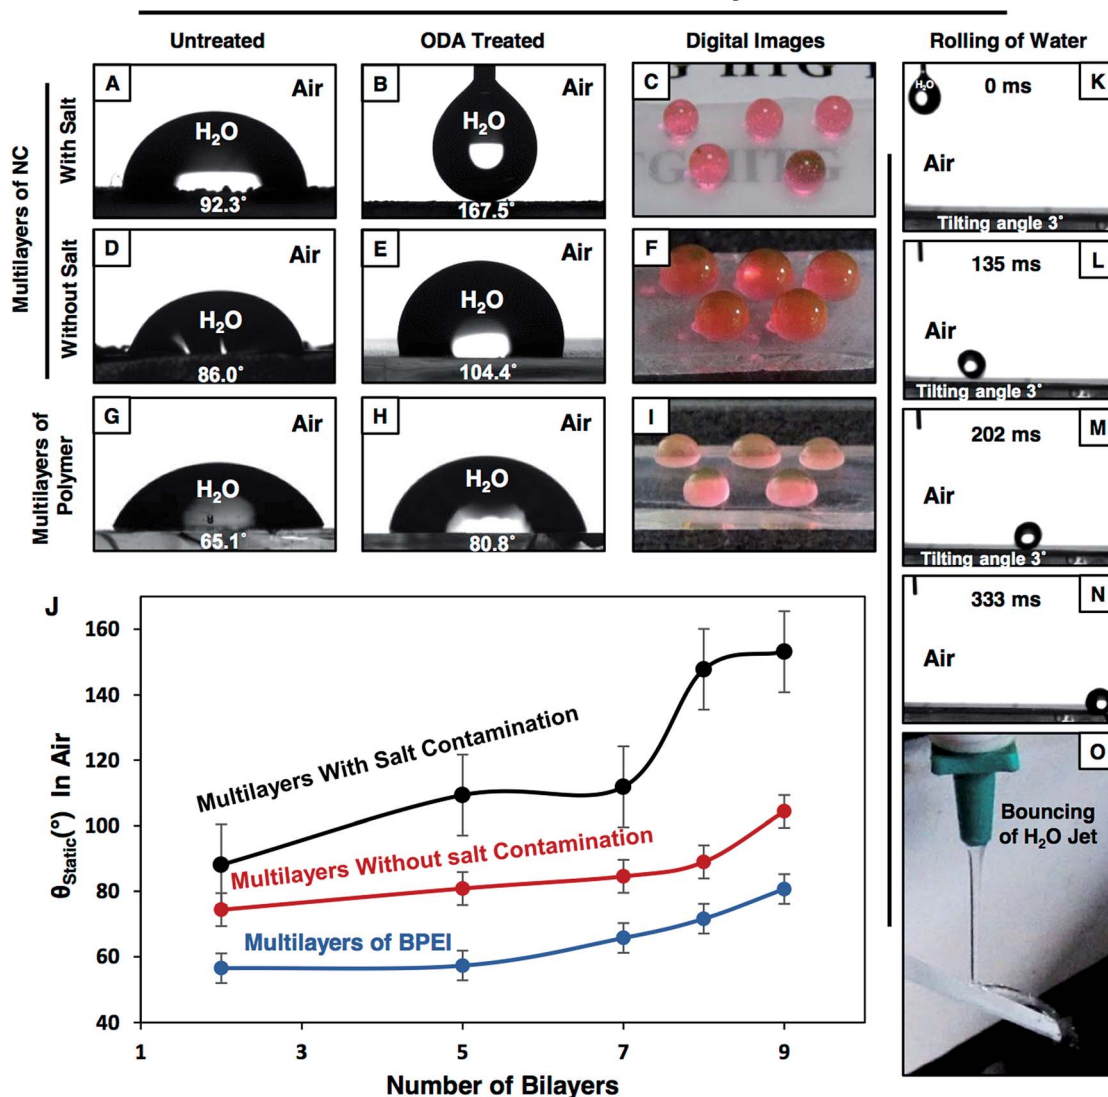 Untreated
ODA Treated
Digital Images
Rolling of Water
Multilayers of NC
With Salt
A
Air
H₂O
92.3°
B
Air
H₂O
167.5°
C
IITG
K
H₂O
0 ms
Air
Tilting angle 3°
Without Salt
D
Air
H₂O
86.0°
E
Air
H₂O
104.4°
F
L
135 ms
Air
Tilting angle 3°
Multilayers of
Polymer
G
Air
H₂O
65.1°
H
Air
H₂O
80.8°
I
M
202 ms
Air
Tilting angle 3°
N
333 ms
Air
O
Bouncing
of H₂O Jet
J
160
140
120
100
80
60
40
θStatic(°) In Air
Multilayers With Salt Contamination
Multilayers Without salt Contamination
Multilayers of BPEI
1
3
5
7
9
Number of Bilayers